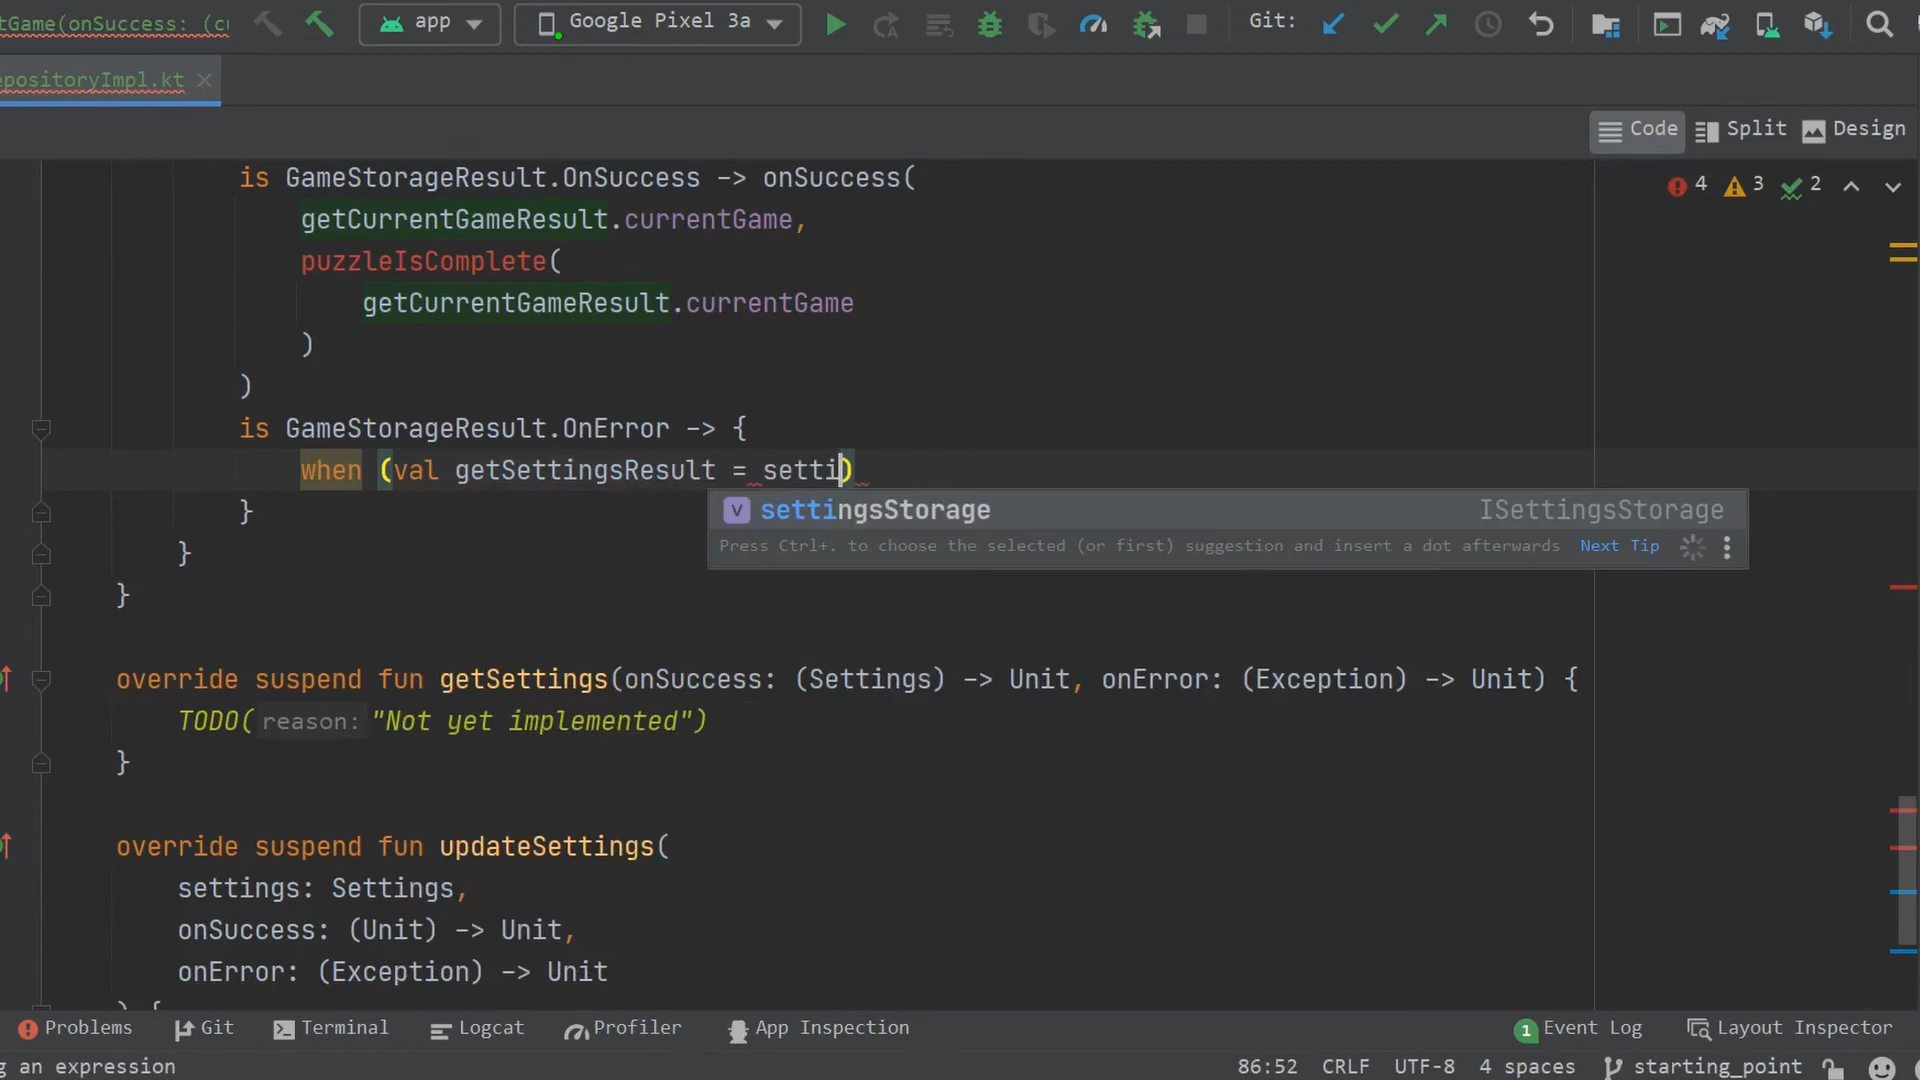 tGame(onSuccess: (cu
app
Google Pixel 3a
Git:
epositoryImpl.kt
Code
Split
Design
is GameStorageResult.OnSuccess -> onSuccess(
4
3
2
getCurrentGameResult.currentGame,
puzzleIsComplete(
getCurrentGameResult.currentGame
)
)
is GameStorageResult.OnError -> {
when (val getSettingsResult = setti)
settingsStorage ISettingsStorage
Press Ctrl+. to choose the selected (or first) suggestion and insert a dot afterwards Next Tip
}
}
}
override suspend fun getSettings(onSuccess: (Settings) -> Unit, onError: (Exception) -> Unit) {
TODO( reason: "Not yet implemented")
}
override suspend fun updateSettings(
settings: Settings,
onSuccess: (Unit) -> Unit,
onError: (Exception) -> Unit
) {
Problems
Git
Terminal
Logcat
Profiler
App Inspection
1 Event Log
Layout Inspector
g an expression
86:52
CRLF
UTF-8
4 spaces
starting_point